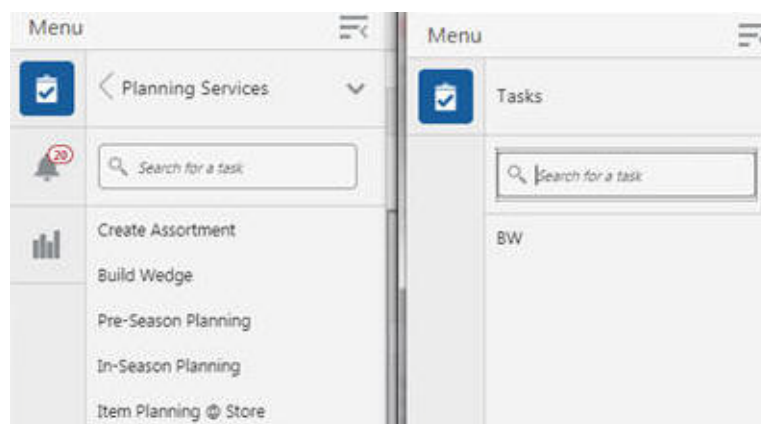 Menu
Planning Services
20
Search for a task
Create Assortment
Build Wedge
Pre-Season Planning
In-Season Planning
Item Planning @ Store
Menu
Tasks
Search for a task
BW